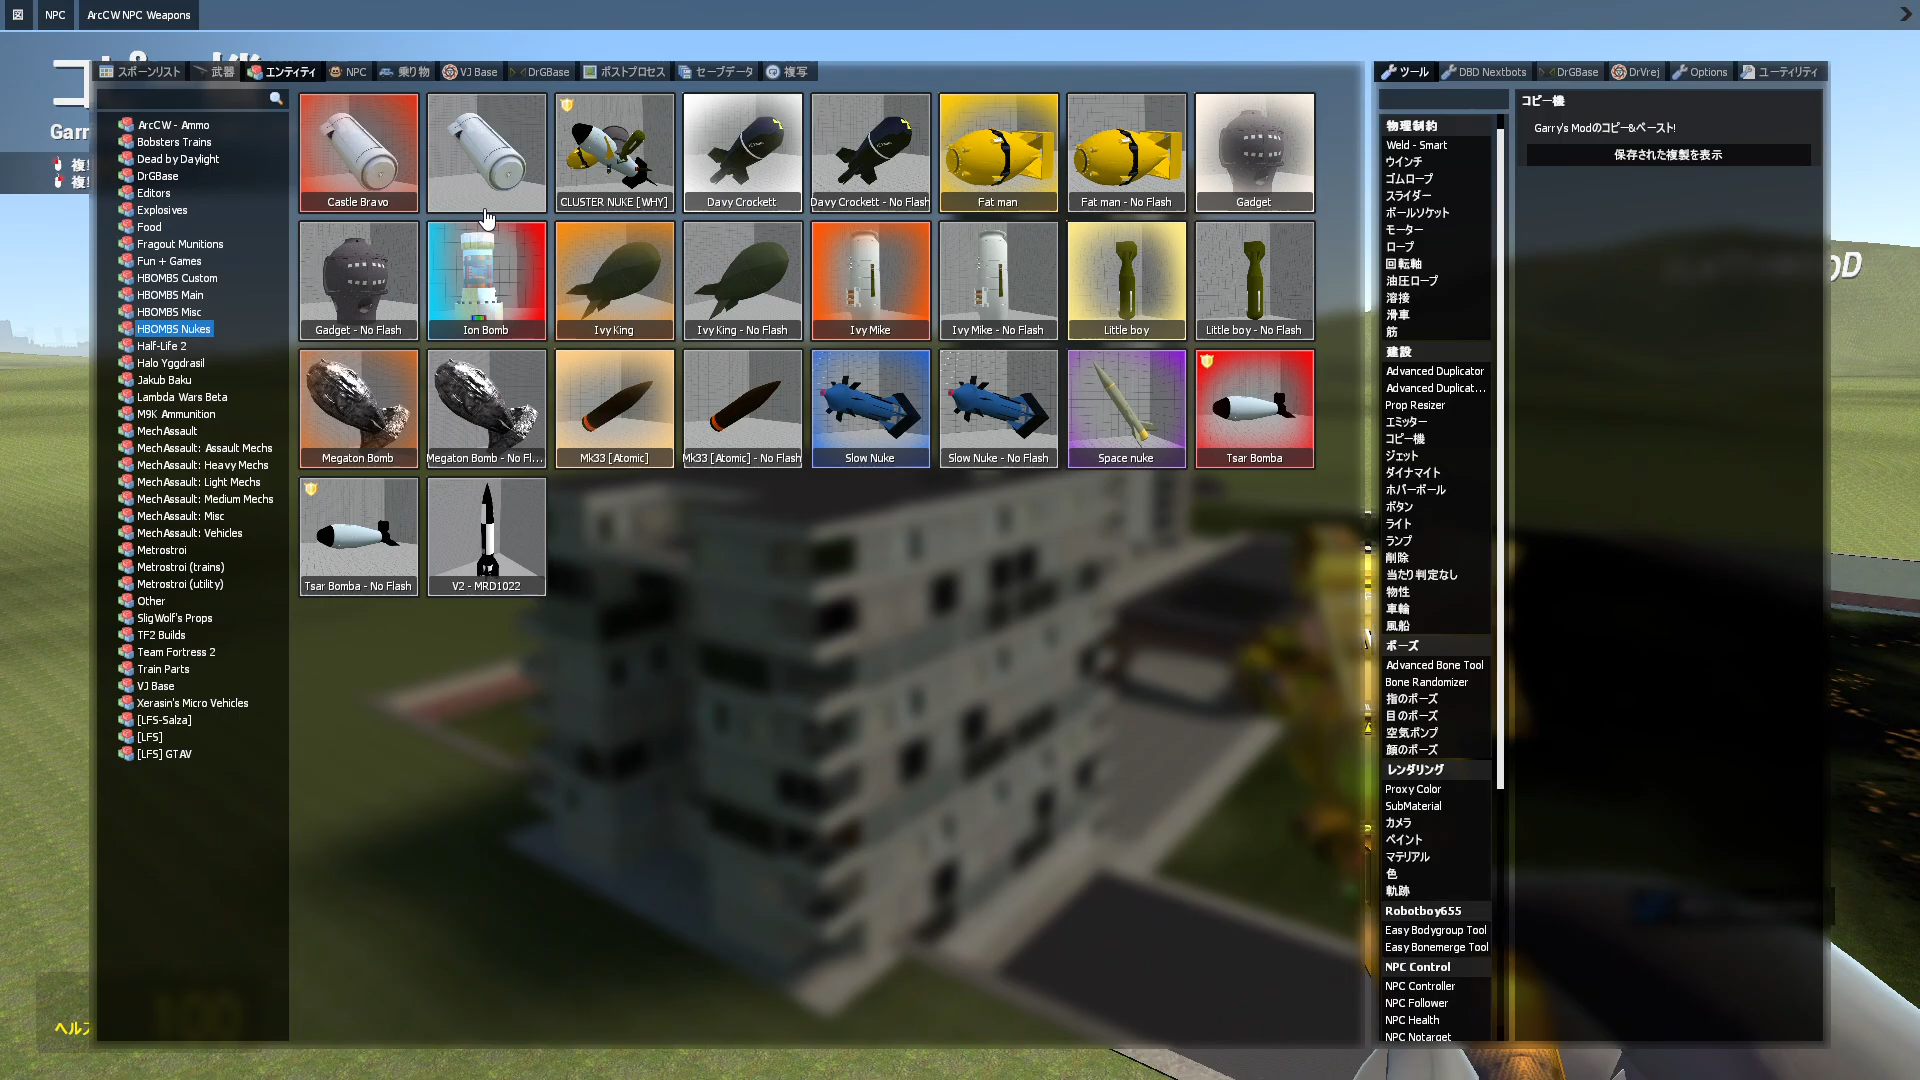 図 NPC ArcCW NPC Weapons
スポーンリスト 武器 エンティティ NPC 乗り物 VJ Base DrGBase ポストプロセス セーブデータ 複写
ツール DBD Nextbots DrGBase DrVrej Options ユーティリティ
Garr
複
複
ArcCW - Ammo
Bobsters Trains
Dead by Daylight
DrGBase
Editors
Explosives
Food
Fragout Munitions
Fun + Games
HBOMBS Custom
HBOMBS Main
HBOMBS Misc
HBOMBS Nukes
Half-Life 2
Halo Yggdrasil
Jakub Baku
Lambda Wars Beta
M9K Ammunition
MechAssault
MechAssault: Assault Mechs
MechAssault: Heavy Mechs
MechAssault: Light Mechs
MechAssault: Medium Mechs
MechAssault: Misc
MechAssault: Vehicles
Metrostroi
Metrostroi (trains)
Metrostroi (utility)
Other
SligWolf's Props
TF2 Builds
Team Fortress 2
Train Parts
VJ Base
Xerasin's Micro Vehicles
[LFS-Salza]
[LFS]
[LFS] GTAV
Castle Bravo
CLUSTER NUKE [WHY]
Davy Crockett
Davy Crockett - No Flash
Fat man
Fat man - No Flash
Gadget
Gadget - No Flash
Ion Bomb
Ivy King
Ivy King - No Flash
Ivy Mike
Ivy Mike - No Flash
Little boy
Little boy - No Flash
Megaton Bomb
Megaton Bomb - No Fl...
Mk33 [Atomic]
Mk33 [Atomic] - No Flash
Slow Nuke
Slow Nuke - No Flash
Space nuke
Tsar Bomba
Tsar Bomba - No Flash
V2 - MRD1022
物理制約
Weld - Smart
ウインチ
ゴムロープ
スライダー
ボールソケット
モーター
ロープ
回転軸
油圧ロープ
溶接
滑車
筋
建設
Advanced Duplicator
Advanced Duplicat...
Prop Resizer
エミッター
コピー機
ジェット
ダイナマイト
ホバーボール
ボタン
ライト
ランプ
削除
当たり判定なし
物性
車輪
風船
ポーズ
Advanced Bone Tool
Bone Randomizer
指のポーズ
目のポーズ
空気ポンプ
顔のポーズ
レンダリング
Proxy Color
SubMaterial
カメラ
ペイント
マテリアル
色
軌跡
Robotboy655
Easy Bodygroup Tool
Easy Bonemerge Tool
NPC Control
NPC Controller
NPC Follower
NPC Health
NPC Notarget
コピー機
Garry's Modのコピー&ペースト!
保存された複製を表示
OD
ヘルプ
100